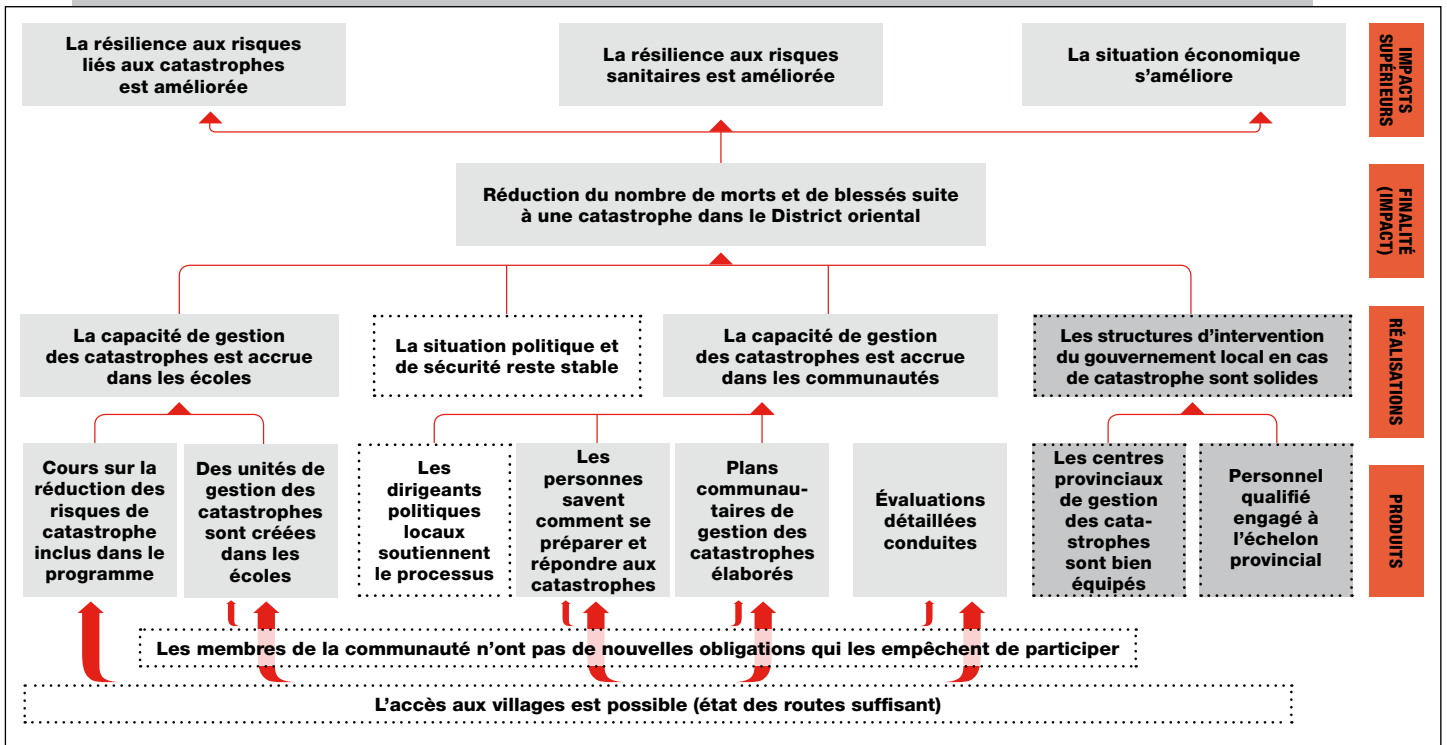 La résilience aux risques
liés aux catastrophes
est améliorée
La résilience aux risques
sanitaires est améliorée
La situation économique
s’améliore
IMPACTS
SUPÉRIEURS
Réduction du nombre de morts et de blessés suite
à une catastrophe dans le District oriental
FINALITÉ
(IMPACT)
La capacité de gestion
des catastrophes est accrue
dans les écoles
La situation politique et
de sécurité reste stable
La capacité de gestion
des catastrophes est accrue
dans les communautés
Les structures d’intervention
du gouvernement local en cas
de catastrophe sont solides
RÉALISATIONS
Cours sur la
réduction des
risques de
catastrophe
inclus dans le
programme
Des unités de
gestion des
catastrophes
sont créées
dans les
écoles
Les
dirigeants
politiques
locaux
soutiennent
le processus
Les
personnes
savent
comment se
préparer et
répondre aux
catastrophes
Plans
communau-
taires de
gestion des
catastrophes
élaborés
Évaluations
détaillées
conduites
Les centres
provinciaux
de gestion
des cata-
strophes
sont bien
équipés
Personnel
qualifié
engagé à
l’échelon
provincial
PRODUITS
Les membres de la communauté n’ont pas de nouvelles obligations qui les empêchent de participer
L’accès aux villages est possible (état des routes suffisant)